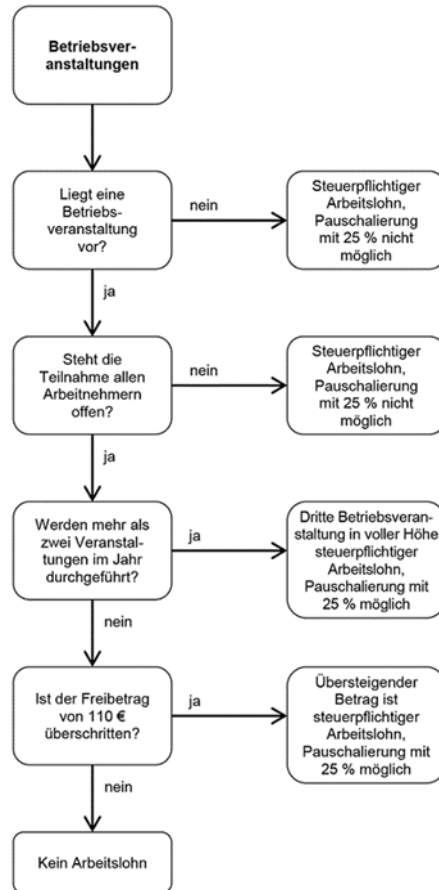 Betriebsver-
anstaltungen
Liegt eine
Betriebs-
veranstaltung
vor?
nein
Steuerpflichtiger
Arbeitslohn,
Pauschalierung
mit 25 % nicht
möglich
ja
Steht die
Teilnahme allen
Arbeitnehmern
offen?
nein
Steuerpflichtiger
Arbeitslohn,
Pauschalierung
mit 25 % nicht
möglich
ja
Werden mehr als
zwei Veranstal-
tungen im Jahr
durchgeführt?
ja
Dritte Betriebsveran-
staltung in voller Höhe
steuerpflichtiger
Arbeitslohn,
Pauschalierung mit
25 % möglich
nein
Ist der Freibetrag
von 110 €
überschritten?
ja
Übersteigender
Betrag ist
steuerpflichtiger
Arbeitslohn,
Pauschalierung mit
25 % möglich
nein
Kein Arbeitslohn